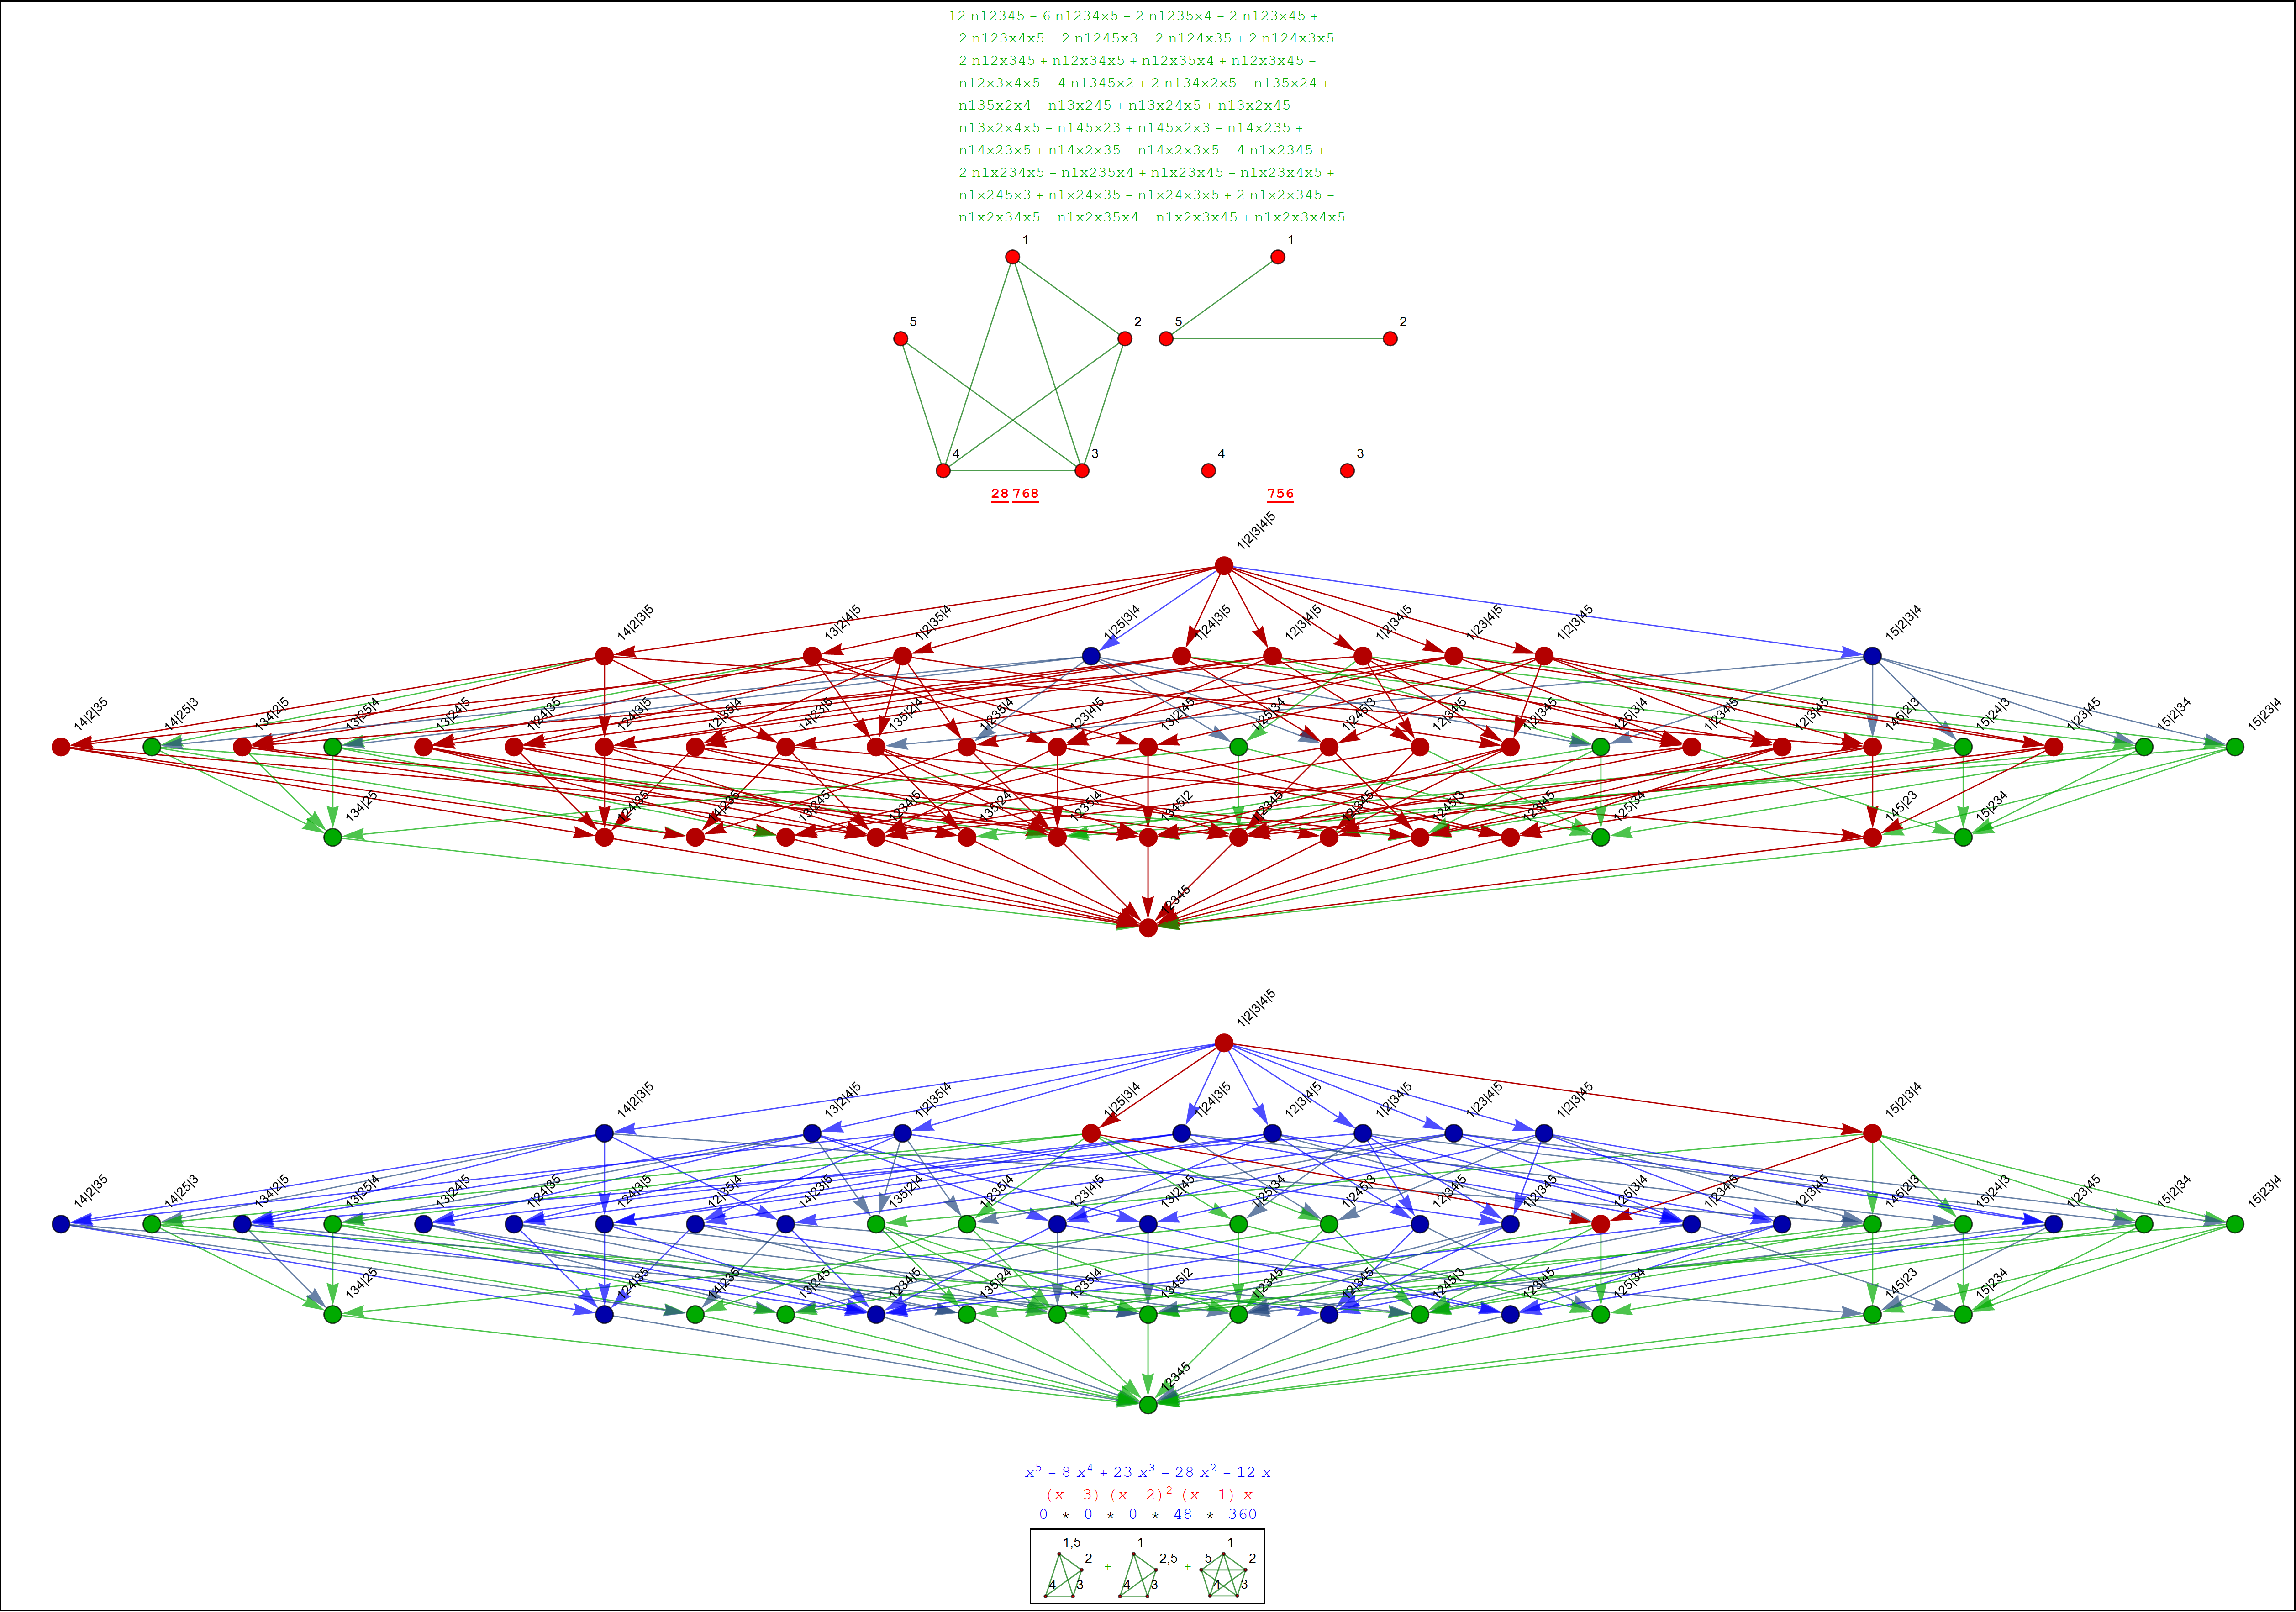 12 n12345 – 6 n1234x5 – 2 n1235x4 – 2 n123x45 +
2 n123x4x5 – 2 n1245x3 – 2 n124x35 + 2 n124x3x5 –
2 n12x345 + n12x34x5 + n12x35x4 + n12x3x45 –
n12x3x4x5 – 4 n1345x2 + 2 n134x2x5 – n135x24 +
n135x2x4 – n13x245 + n13x24x5 + n13x2x45 –
n13x2x4x5 – n145x23 + n145x2x3 – n14x235 +
n14x23x5 + n14x2x35 – n14x2x3x5 – 4 n1x2345 +
2 n1x234x5 + n1x235x4 + n1x23x45 – n1x23x4x5 +
n1x245x3 + n1x24x35 – n1x24x3x5 + 2 n1x2x345 –
n1x2x34x5 – n1x2x35x4 – n1x2x3x45 + n1x2x3x4x5
1 1
5 2 5 2
4 3 4 3
28 768 756
1|2|3|4|5
14|2|3|5 13|2|4|5 1|2|35|4 1|25|3|4 1|24|3|5 12|3|4|5 1|2|34|5 1|23|4|5 1|2|3|45 15|2|3|4
14|2|35 14|25|3 134|2|5 13|25|4 13|24|5 1|24|35 124|3|5 12|35|4 14|23|5 135|2|4 1|235|4 123|4|5 13|2|45 1|25|34 1|245|3 12|34|5 1|2|345 125|3|4 1|234|5 12|3|45 145|2|3 15|24|3 1|23|45 15|2|34 15|23|4
134|25 124|35 14|235 13|245 1234|5 135|24 1235|4 1345|2 1|2345 12|345 1245|3 123|45 125|34 145|23 15|234
12345
1|2|3|4|5
14|2|3|5 13|2|4|5 1|2|35|4 1|25|3|4 1|24|3|5 12|3|4|5 1|2|34|5 1|23|4|5 1|2|3|45 15|2|3|4
14|2|35 14|25|3 134|2|5 13|25|4 13|24|5 1|24|35 124|3|5 12|35|4 14|23|5 135|2|4 1|235|4 123|4|5 13|2|45 1|25|34 1|245|3 12|34|5 1|2|345 125|3|4 1|234|5 12|3|45 145|2|3 15|24|3 1|23|45 15|2|34 15|23|4
134|25 124|35 14|235 13|245 1234|5 135|24 1235|4 1345|2 1|2345 12|345 1245|3 123|45 125|34 145|23 15|234
12345
x⁵ – 8 x⁴ + 23 x³ – 28 x² + 12 x
(x – 3) (x – 2)² (x – 1) x
0 * 0 * 0 * 48 * 360
1,5 1 1
2 + 2,5 + 5 2
4 3 4 3 4 3